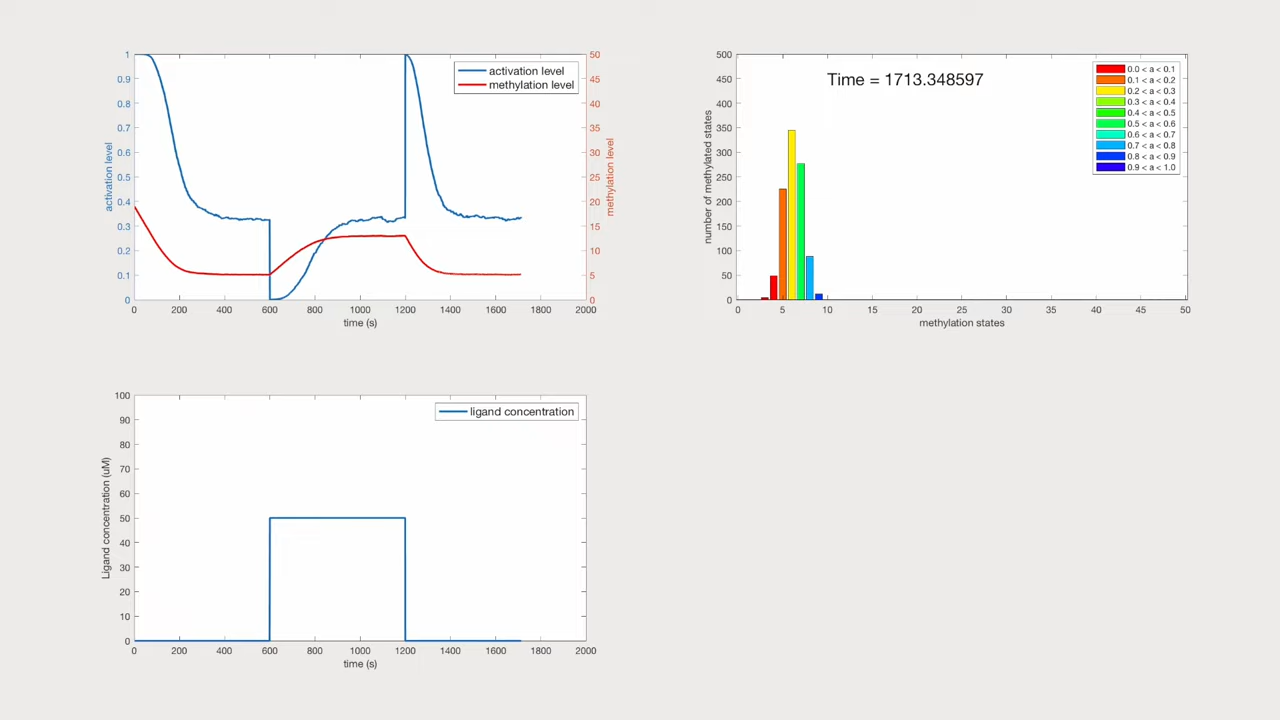 1
0.9
0.8
0.7
0.6
0.5
0.4
0.3
0.2
0.1
0
activation level
50
45
40
35
30
25
20
15
10
5
0
methylation level
activation level
methylation level
0 200 400 600 800 1000 1200 1400 1600 1800 2000
time (s)
500
450
400
350
300
250
200
150
100
50
0
number of methylated states
Time = 1713.348597
0.0 < a < 0.1
0.1 < a < 0.2
0.2 < a < 0.3
0.3 < a < 0.4
0.4 < a < 0.5
0.5 < a < 0.6
0.6 < a < 0.7
0.7 < a < 0.8
0.8 < a < 0.9
0.9 < a < 1.0
0 5 10 15 20 25 30 35 40 45 50
methylation states
100
90
80
70
60
50
40
30
20
10
0
Ligand concentration (uM)
ligand concentration
0 200 400 600 800 1000 1200 1400 1600 1800 2000
time (s)